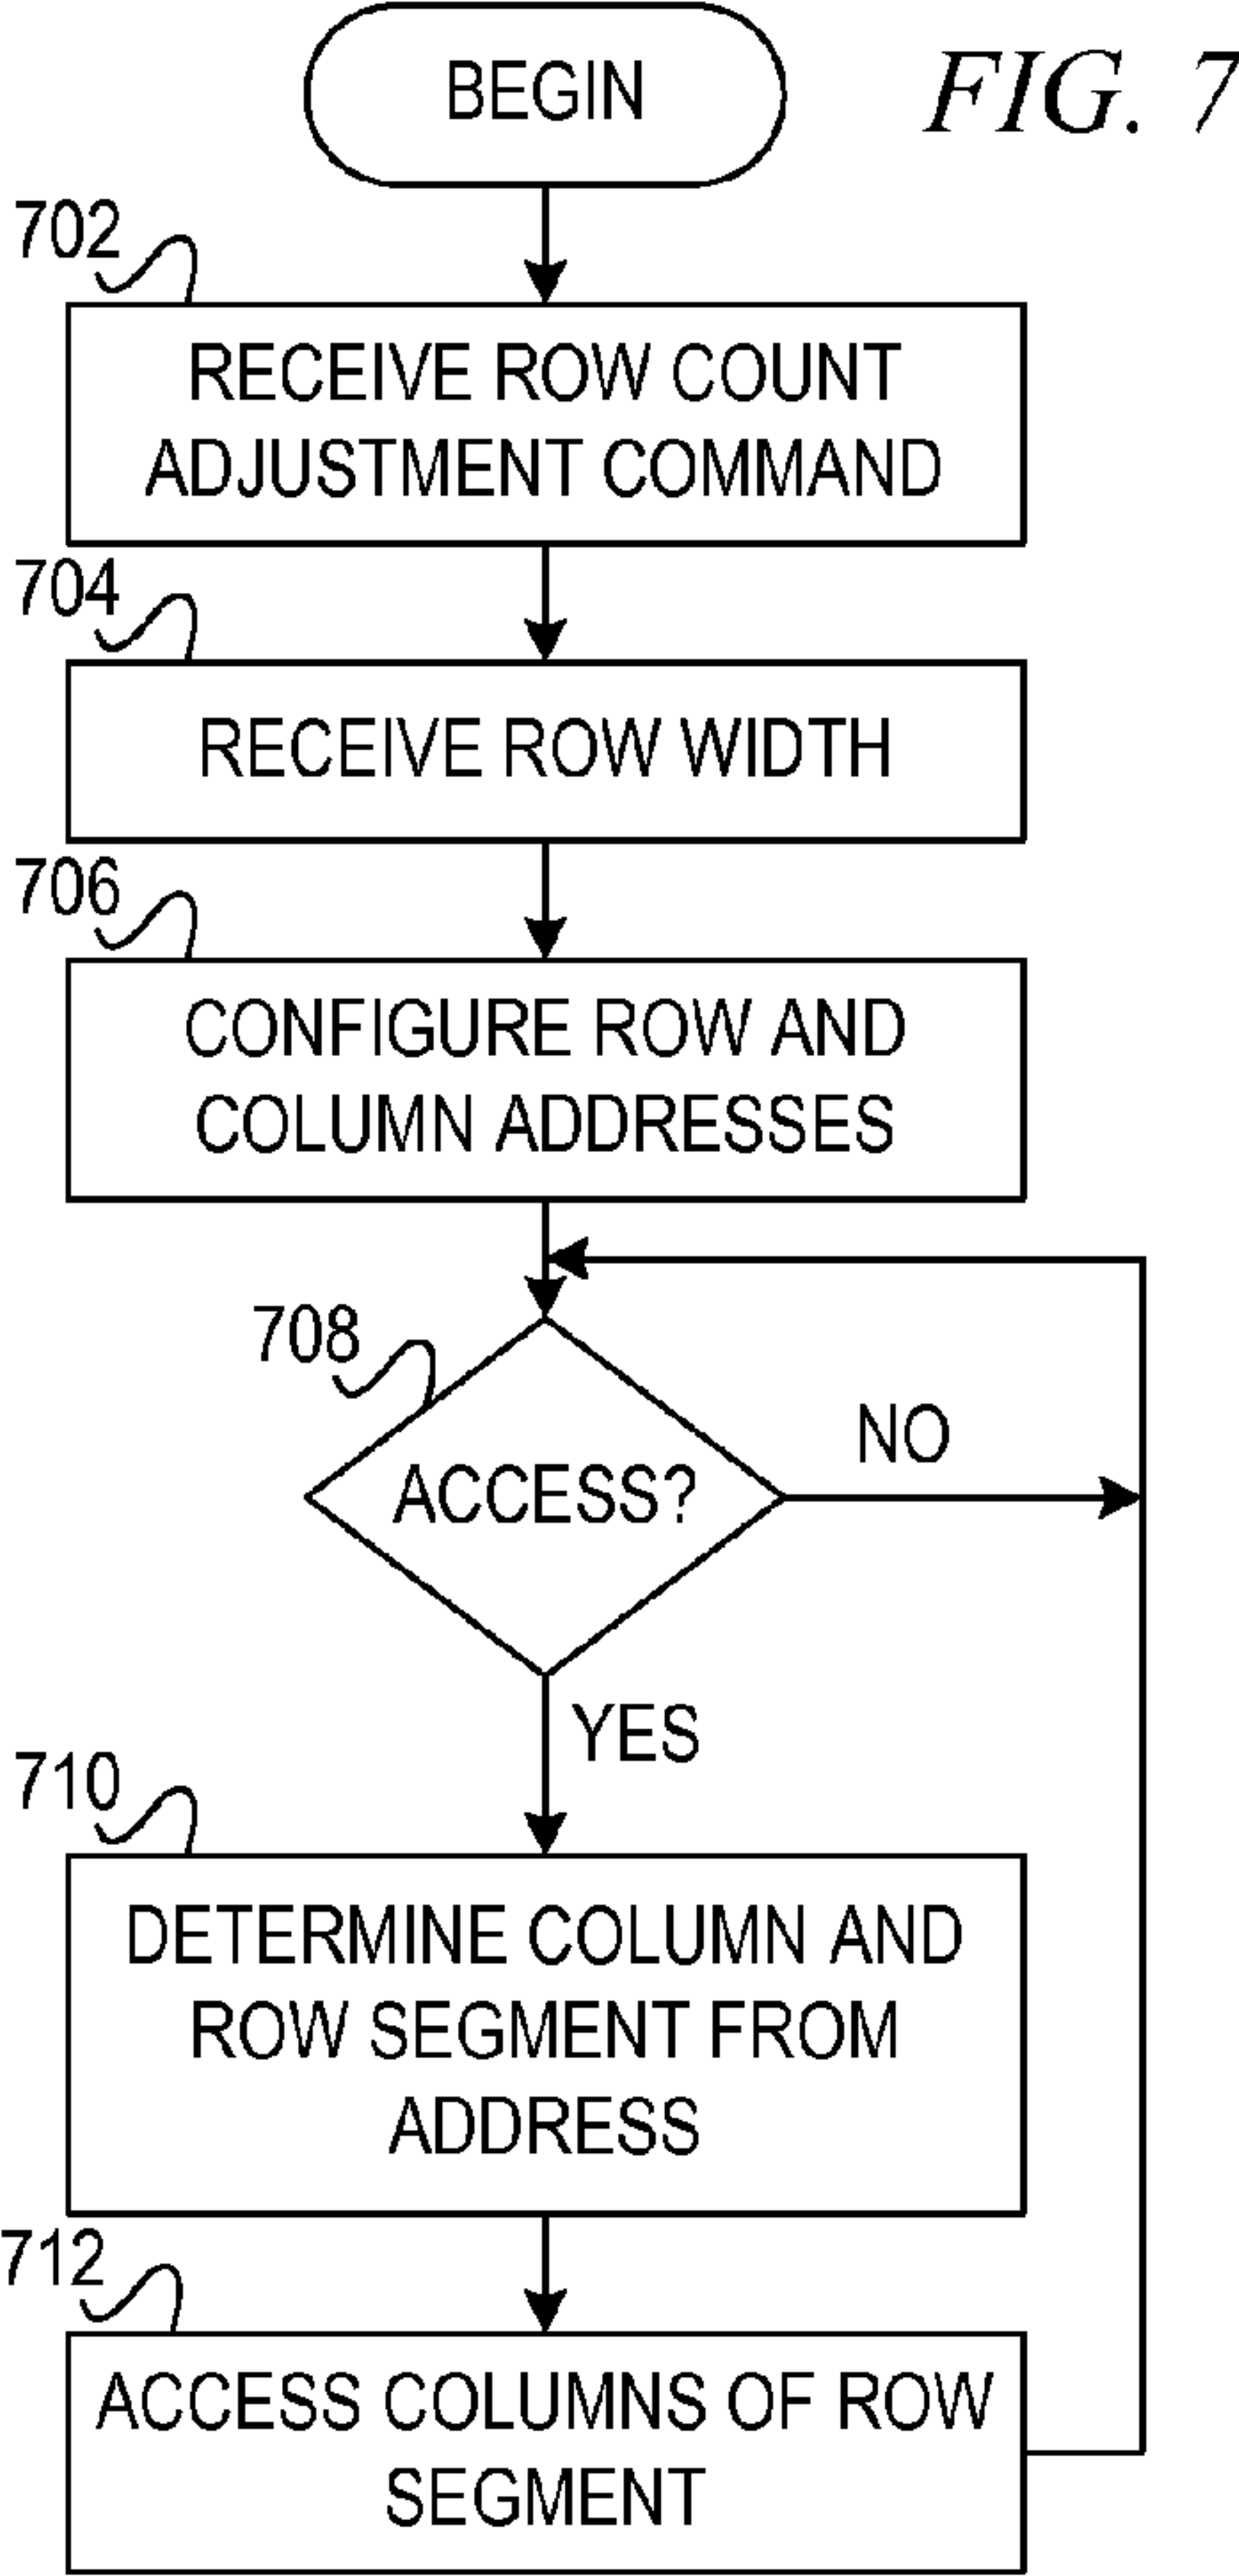 BEGIN
FIG. 7
702
RECEIVE ROW COUNT
ADJUSTMENT COMMAND
704
RECEIVE ROW WIDTH
706
CONFIGURE ROW AND
COLUMN ADDRESSES
708
ACCESS?
NO
YES
710
DETERMINE COLUMN AND
ROW SEGMENT FROM
ADDRESS
712
ACCESS COLUMNS OF ROW
SEGMENT